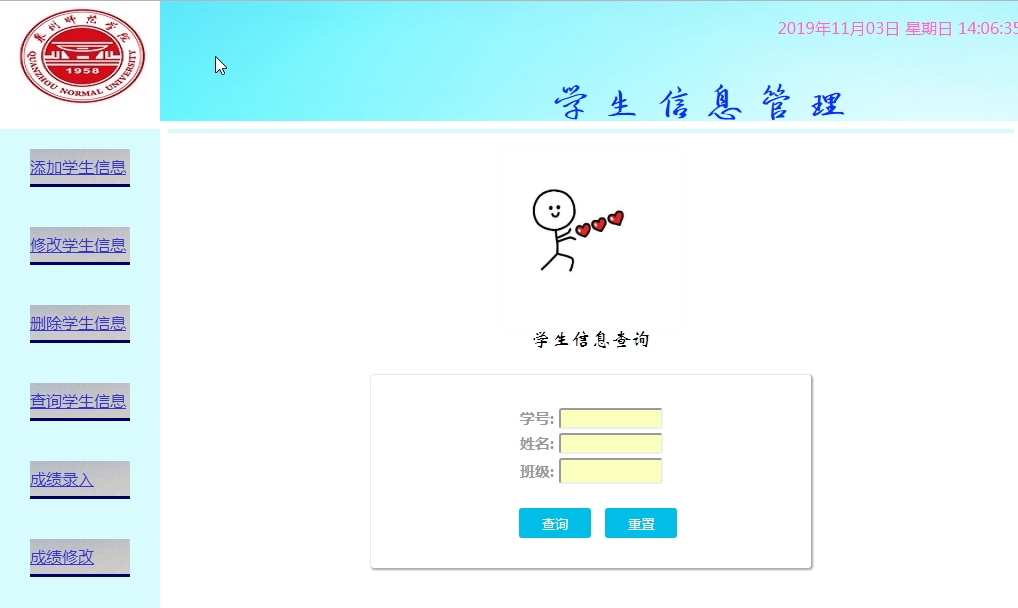 泉州师范学院
QUANZHOU NORMAL UNIVERSITY
1958
2019年11月03日 星期日 14:06:35
学生信息管理
添加学生信息
修改学生信息
删除学生信息
查询学生信息
成绩录入
成绩修改
学生信息查询
学号:
姓名:
班级:
查询 重置